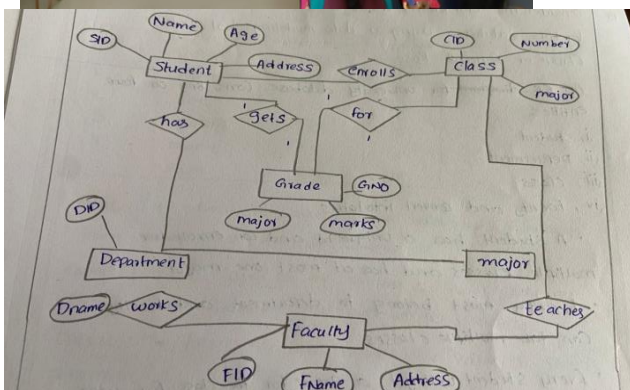 Name
SID
Age
Student
Address
enrolls
CID
Number
Class
major
has
gets
for
Grade
GNO
major
marks
DID
Department
major
Dname
works
Faculty
teaches
FID
FName
Address